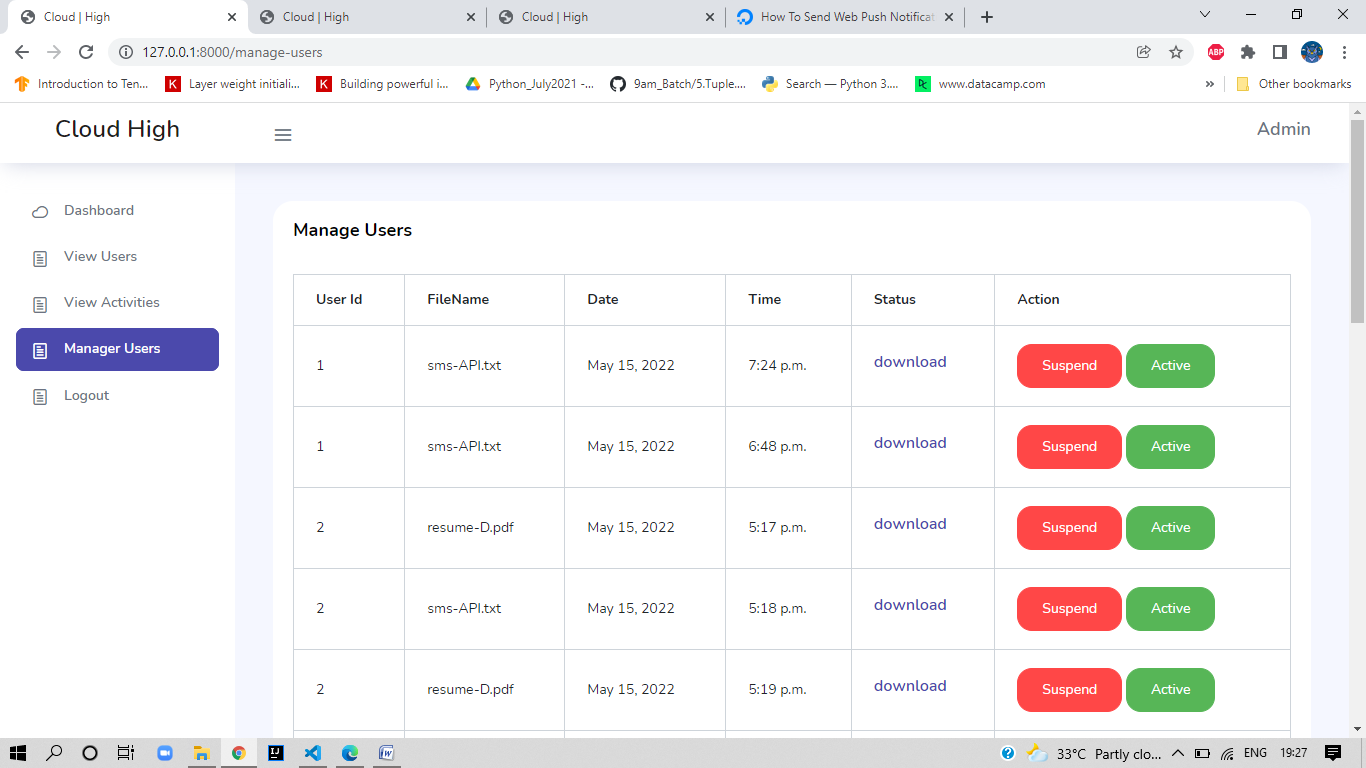 Cloud | High
Cloud | High
Cloud | High
How To Send Web Push Notificat
127.0.0.1:8000/manage-users
ABP
Introduction to Ten...
K Layer weight initiali...
K Building powerful i...
Python_July2021 -...
9am_Batch/5.Tuple....
Search — Python 3....
DC www.datacamp.com
»
Other bookmarks
Cloud High
Admin
Dashboard
View Users
View Activities
Manager Users
Logout
Manage Users
User Id FileName Date Time Status Action
1 sms-API.txt May 15, 2022 7:24 p.m. download Suspend Active
1 sms-API.txt May 15, 2022 6:48 p.m. download Suspend Active
2 resume-D.pdf May 15, 2022 5:17 p.m. download Suspend Active
2 sms-API.txt May 15, 2022 5:18 p.m. download Suspend Active
2 resume-D.pdf May 15, 2022 5:19 p.m. download Suspend Active
33°C Partly clo... ENG 19:27